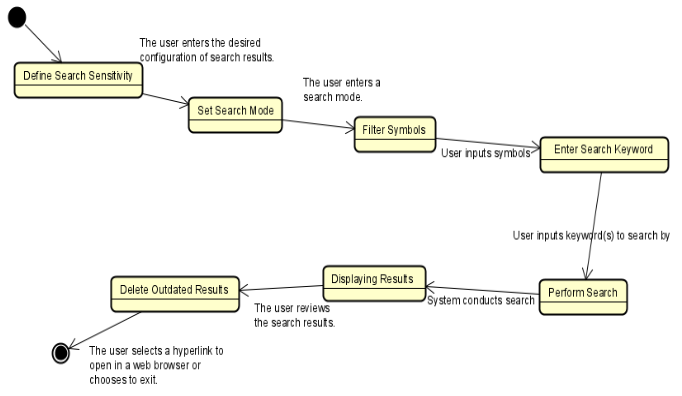 The user enters the desired
configuration of search results.
Define Search Sensitivity
The user enters a
search mode.
Set Search Mode
Filter Symbols
User inputs symbols
Enter Search Keyword
User inputs keyword(s) to search by
Perform Search
System conducts search
Displaying Results
The user reviews
the search results.
Delete Outdated Results
The user selects a hyperlink to
open in a web browser or
chooses to exit.